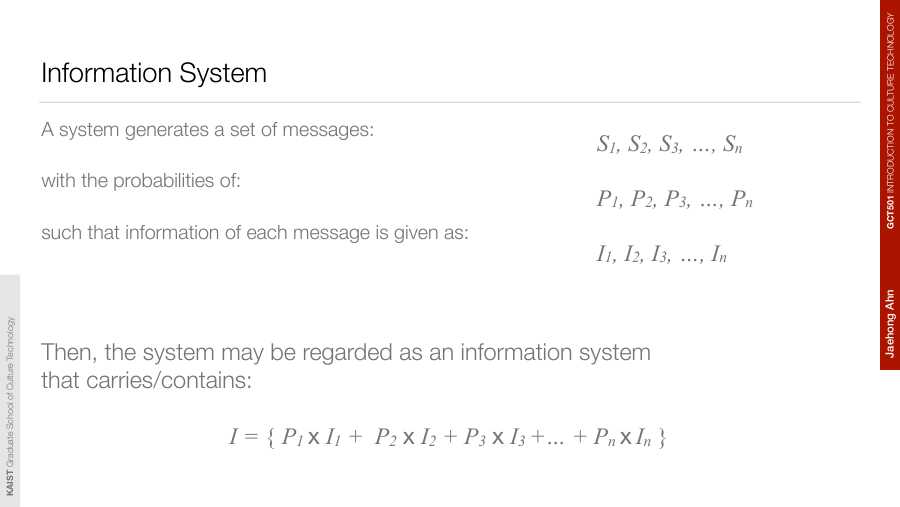 Information System
A system generates a set of messages:
S1, S2, S3, ..., Sn
with the probabilities of:
P1, P2, P3, ..., Pn
such that information of each message is given as:
I1, I2, I3, ..., In
Then, the system may be regarded as an information system
that carries/contains:
I = { P1 x I1 + P2 x I2 + P3 x I3 +... + Pn x In }
GCT501 INTRODUCTION TO CULTURE TECHNOLOGY
Jaehong Ahn
KAIST Graduate School of Culture Technology